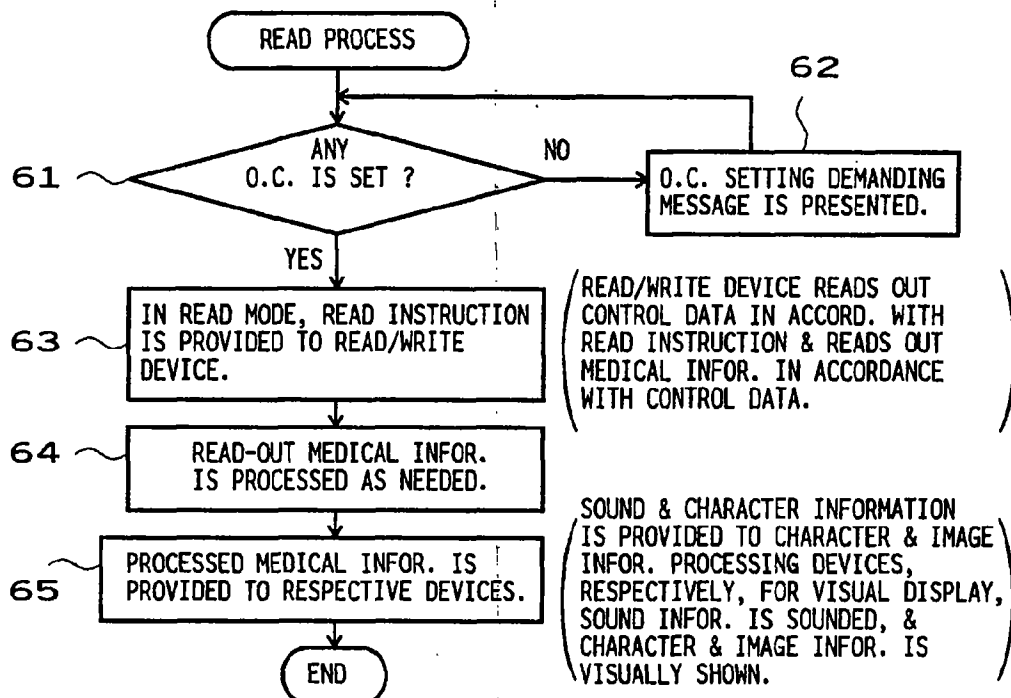 READ PROCESS
62
ANY
O.C. IS SET ?
NO
61
O.C. SETTING DEMANDING
MESSAGE IS PRESENTED.
YES
63
IN READ MODE, READ INSTRUCTION
IS PROVIDED TO READ/WRITE
DEVICE.
READ/WRITE DEVICE READS OUT
CONTROL DATA IN ACCORD. WITH
READ INSTRUCTION & READS OUT
MEDICAL INFOR. IN ACCORDANCE
WITH CONTROL DATA.
64
READ-OUT MEDICAL INFOR.
IS PROCESSED AS NEEDED.
65
PROCESSED MEDICAL INFOR. IS
PROVIDED TO RESPECTIVE DEVICES.
SOUND & CHARACTER INFORMATION
IS PROVIDED TO CHARACTER & IMAGE
INFOR. PROCESSING DEVICES,
RESPECTIVELY, FOR VISUAL DISPLAY,
SOUND INFOR. IS SOUNDED, &
CHARACTER & IMAGE INFOR. IS
VISUALLY SHOWN.
END